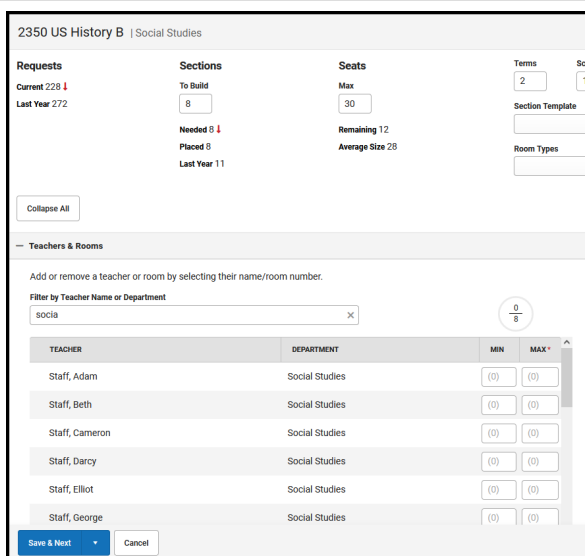 2350 US History B | Social Studies
Requests
Sections
Seats
Terms
Current 228
To Build
Max
2
Last Year 272
8
30
Section Template
Needed 8
Remaining 12
Placed 8
Average Size 28
Room Types
Last Year 11
Collapse All
Teachers & Rooms
Add or remove a teacher or room by selecting their name/room number.
Filter by Teacher Name or Department
socia
0
8
TEACHER DEPARTMENT MIN MAX*
Staff, Adam Social Studies (0) (0)
Staff, Beth Social Studies (0) (0)
Staff, Cameron Social Studies (0) (0)
Staff, Darcy Social Studies (0) (0)
Staff, Elliot Social Studies (0) (0)
Staff, George Social Studies (0) (0)
Save & Next Cancel